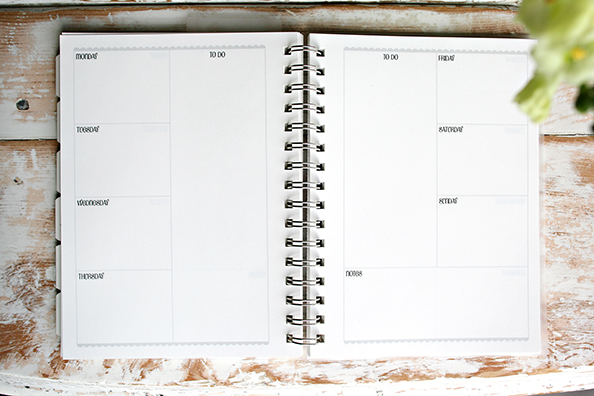 MONDAY
TO DO
TUESDAY
WEDNESDAY
THURSDAY
TO DO
FRIDAY
SATURDAY
SUNDAY
NOTES